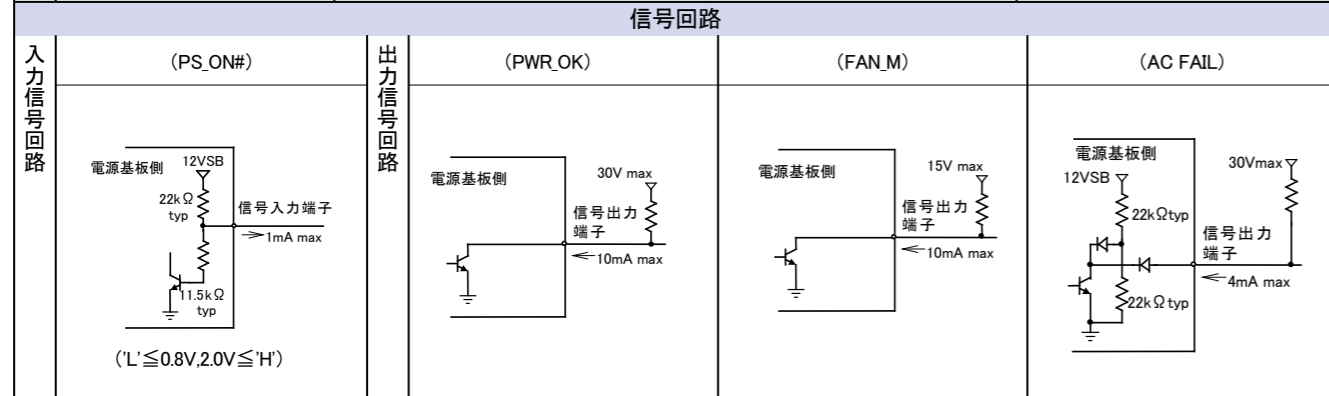 信号回路
入力信号回路
(PS_ON#)
電源基板側
12VSB
22kΩ
typ
信号入力端子
1mA max
11.5kΩ
typ
('L'≦0.8V,2.0V≦'H')
出力信号回路
(PWR_OK)
電源基板側
30V max
信号出力
端子
10mA max
(FAN_M)
電源基板側
15V max
信号出力
端子
10mA max
(AC FAIL)
電源基板側
12VSB
30Vmax
22kΩtyp
信号出力
端子
4mA max
22kΩtyp